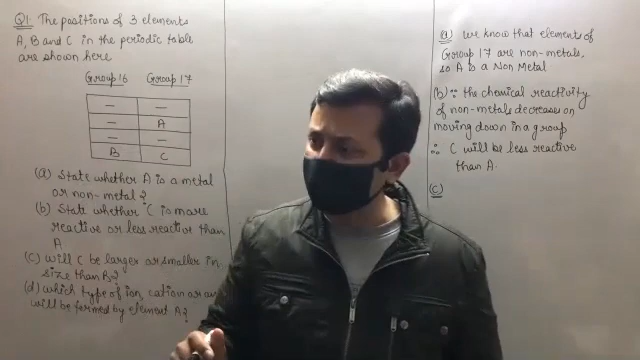 Q1 The positions of 3 elements
A, B and C in the periodic table
are shown here
Group 16 Group 17
- -
- A
- -
B C
(a) State whether A is a metal
or non-metal?
(b) State whether C is more
reactive or less reactive than
A
(c) will C be larger or smaller in
size than B?
(d) which type of ion, cation or an
will be formed by element A?
(a) we know that elements of
Group 17 are non-metals,
so A is a Non Metal
(b) ∵ the chemical reactivity
of non-metals decrease on
moving down in a group
∴ C will be less reactive
than A.
(c)